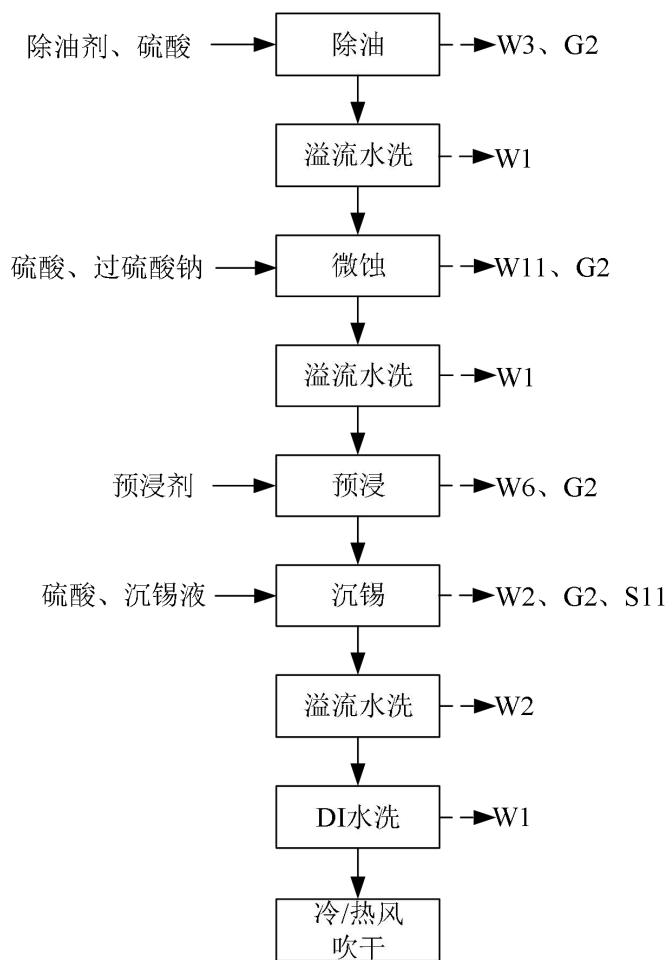 除油剂、硫酸
除油
W3、G2
溢流水洗
W1
硫酸、过硫酸钠
微蚀
W11、G2
溢流水洗
W1
预浸剂
预浸
W6、G2
硫酸、沉锡液
沉锡
W2、G2、S11
溢流水洗
W2
DI水洗
W1
冷/热风
吹干